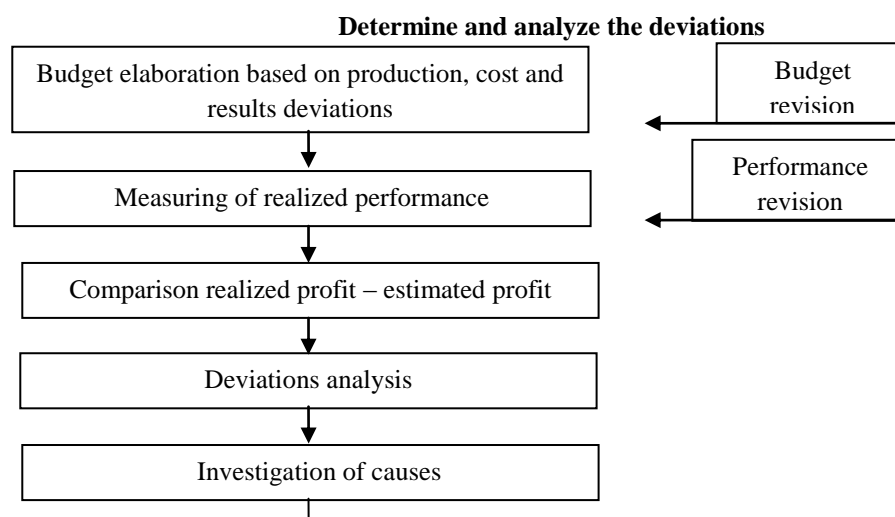 Determine and analyze the deviations
Budget elaboration based on production, cost and
results deviations
Budget
revision
Measuring of realized performance
Performance
revision
Comparison realized profit – estimated profit
Deviations analysis
Investigation of causes